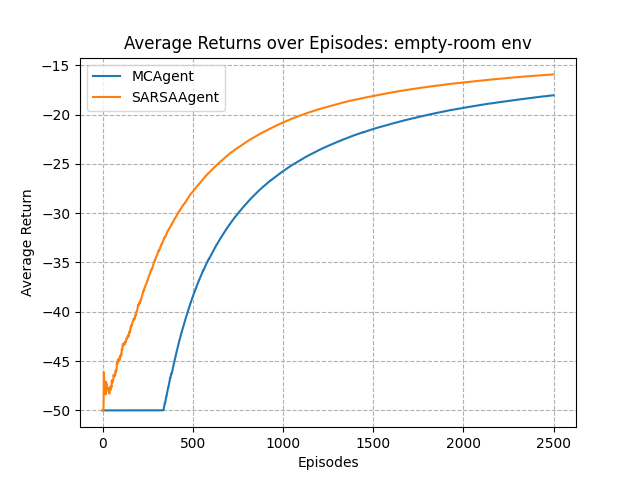 Average Returns over Episodes: empty-room env
MCAgent
SARSAAgent
Average Return
−15
−20
−25
−30
−35
−40
−45
−50
0 500 1000 1500 2000 2500
Episodes